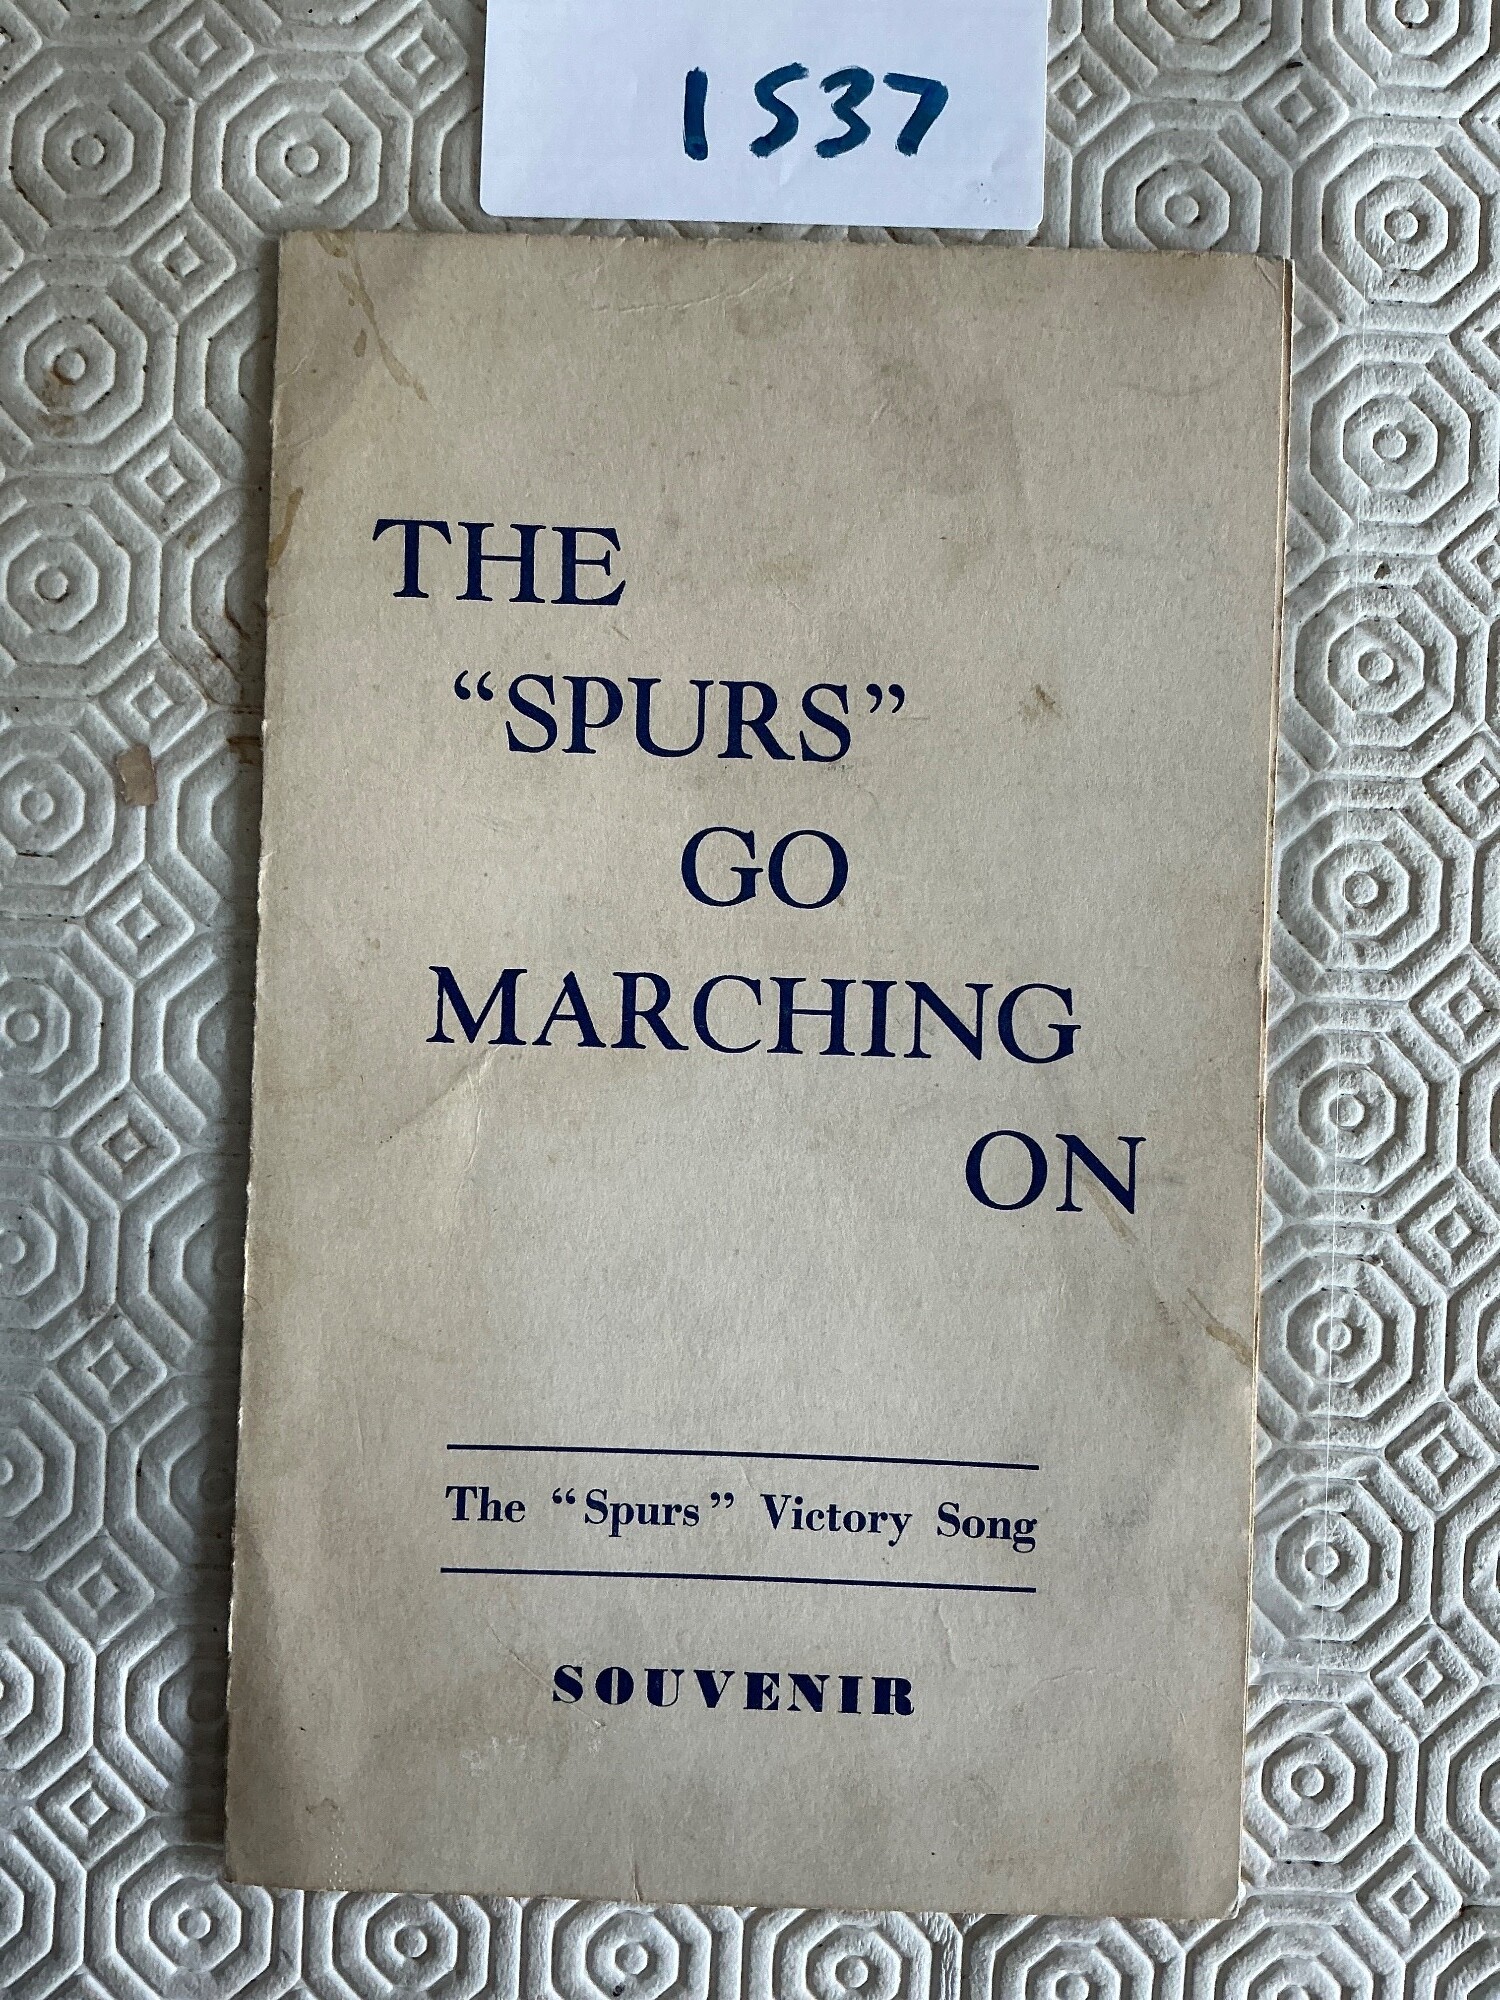 1537
THE
“SPURS”
GO
MARCHING
ON
The “Spurs” Victory Song
SOUVENIR